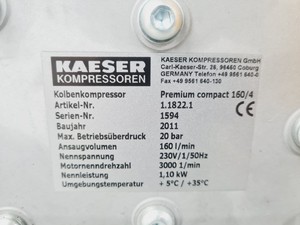 KAESER
KOMPRESSOREN
KAESER KOMPRESSOREN GmbH
Carl-Kaeser-Str. 26, 96450 Coburg
GERMANY Telefon +49 9561 640-0
Fax +49 9561 640-130
Kolbenkompressor Premium compact 160/4
Artikel-Nr. 1.1822.1
Serien-Nr. 1594
Baujahr 2011
Max. Betriebsüberdruck 20 bar
Ansaugvolumen 160 l/min
Nennspannung 230V/1/50Hz
Motornenndrehzahl 3000 1/min
Nennleistung 1,10 kW
Umgebungstemperatur + 5°C / +35°C